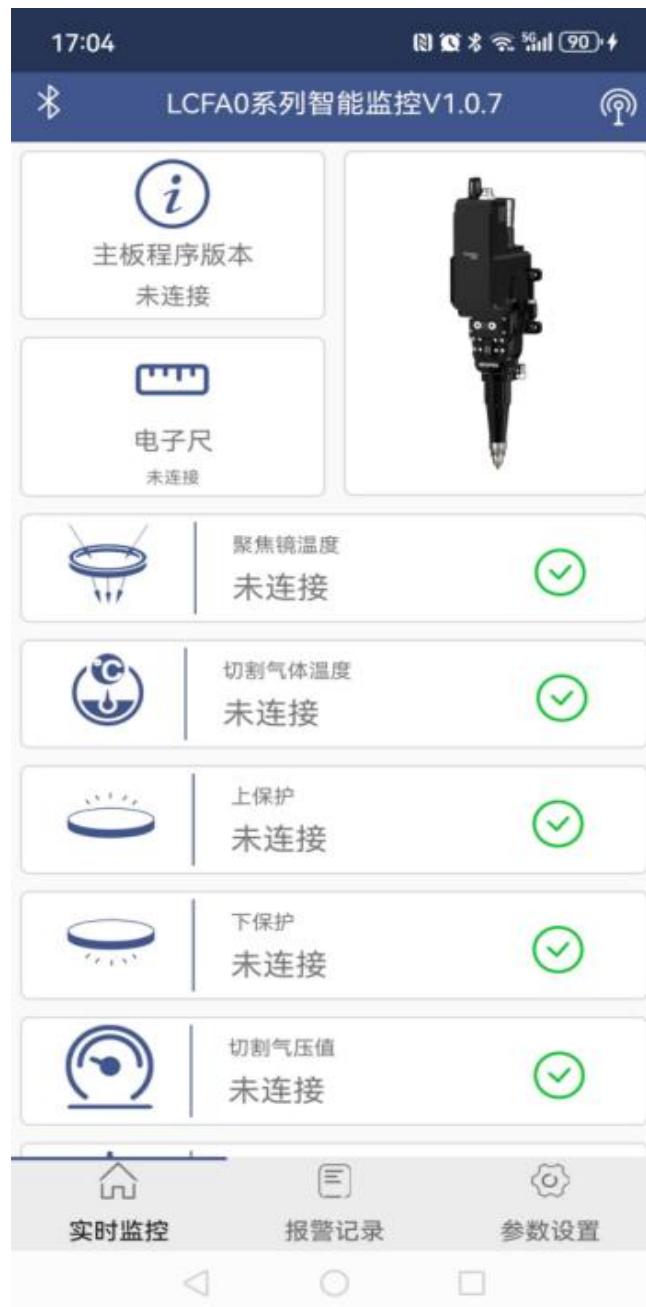 17:04
5G
90
LCFA0系列智能监控V1.0.7
主板程序版本
未连接
电子尺
未连接
聚焦镜温度
未连接
°C
切割气体温度
未连接
上保护
未连接
下保护
未连接
切割气压值
未连接
实时监控
报警记录
参数设置